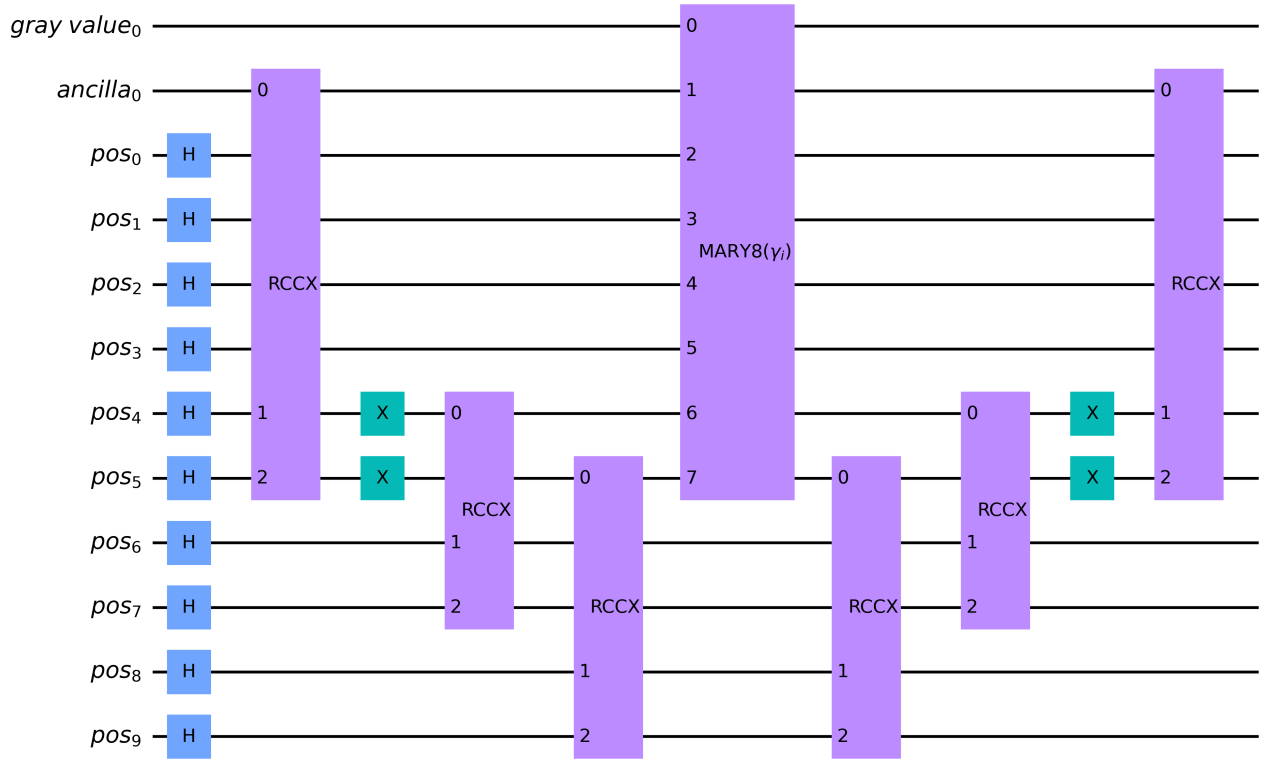 gray value₀ 0
ancilla₀ 0 1 0
pos₀ H 2
pos₁ H 3
MARY8(γᵢ)
pos₂ H RCCX 4 RCCX
pos₃ H 5
pos₄ H 1 X 0 6 0 X 1
pos₅ H 2 X 0 7 0 X 2
RCCX RCCX
pos₆ H 1 1
pos₇ H 2 RCCX RCCX 2
pos₈ H 1 1
pos₉ H 2 2